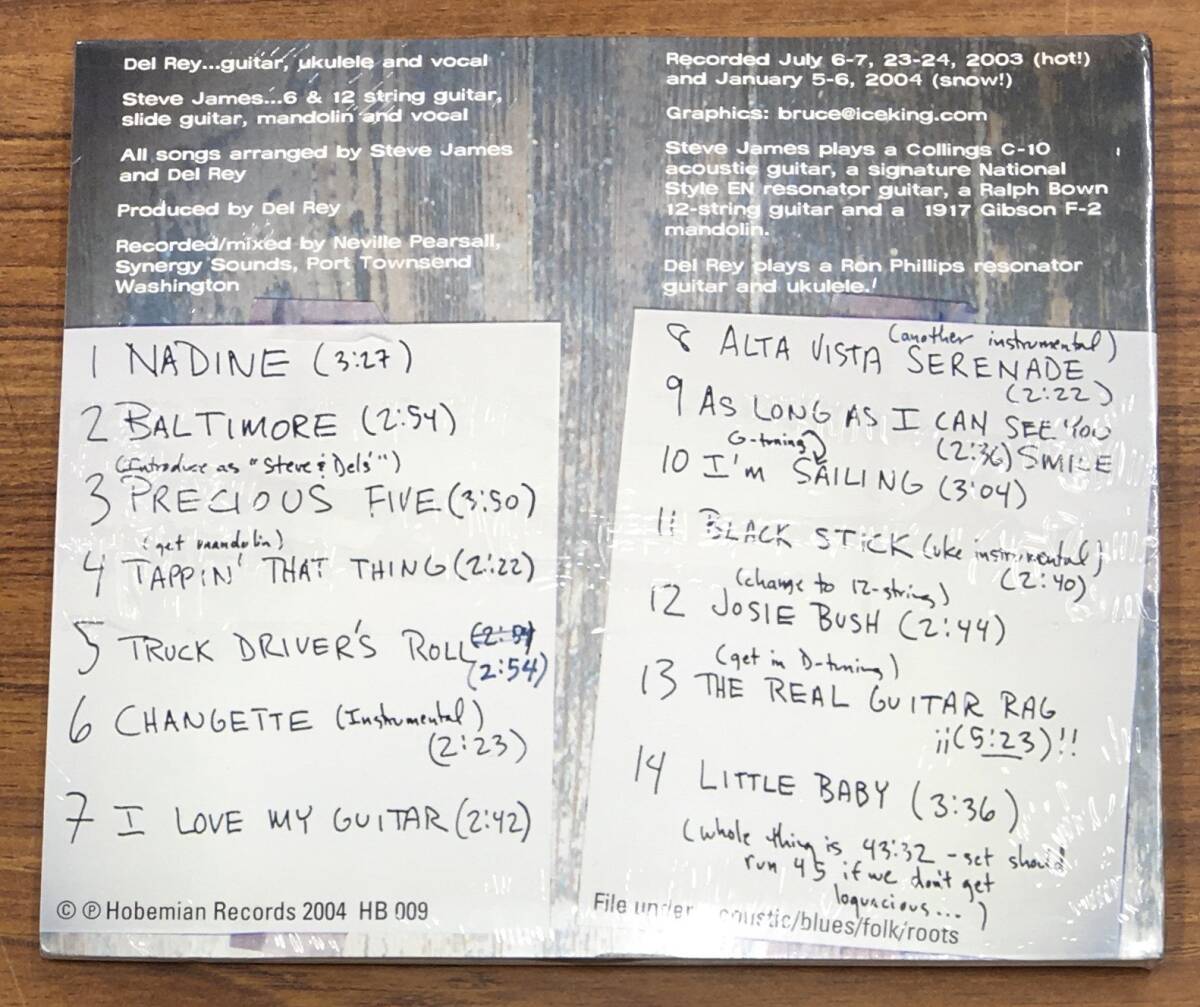 Del Rey...guitar, ukulele and vocal
Steve James...6 & 12 string guitar,
slide guitar, mandolin and vocal
All songs arranged by Steve James
and Del Rey
Produced by Del Rey
Recorded/mixed by Neville Pearsall,
Synergy Sounds, Port Townsend
Washington
Recorded July 6-7, 23-24, 2003 (hot!)
and January 5-6, 2004 (snow!)
Graphics: bruce@iceking.com
Steve James plays a Collings C-10
acoustic guitar, a signature National
Style EN resonator guitar, a Ralph Bown
12-string guitar and a 1917 Gibson F-2
mandolin.
Del Rey plays a Ron Phillips resonator
guitar and ukulele.
1 NADINE (3:27)
2 BALTIMORE (2:54)
(Introduce as "Steve & Dels'")
3 PRECIOUS FIVE (3:50)
(get mandolin)
4 TAPPIN' THAT THING (2:22)
5 TRUCK DRIVER'S ROLL
(2:54)
6 CHANGETTE (Instrumental)
(2:23)
7 I LOVE MY GUITAR (2:42)
© ℗ Hobemian Records 2004 HB 009
(another instrumental)
8 ALTA VISTA SERENADE
(2:22)
9 AS LONG AS I CAN SEE YOU
(2:36) SMILE
G-tuning
10 I'M SAILING (3:04)
11 BLACK STICK (uke instrumental)
(2:40)
(change to 12-string)
12 JOSIE BUSH (2:44)
(get in D-tuning)
13 THE REAL GUITAR RAG
¡¡(5:23)!!
14 LITTLE BABY (3:36)
(whole thing is 43:32 - set should
run 45 if we don't get
loquacious...)
File under coustic/blues/folk/roots